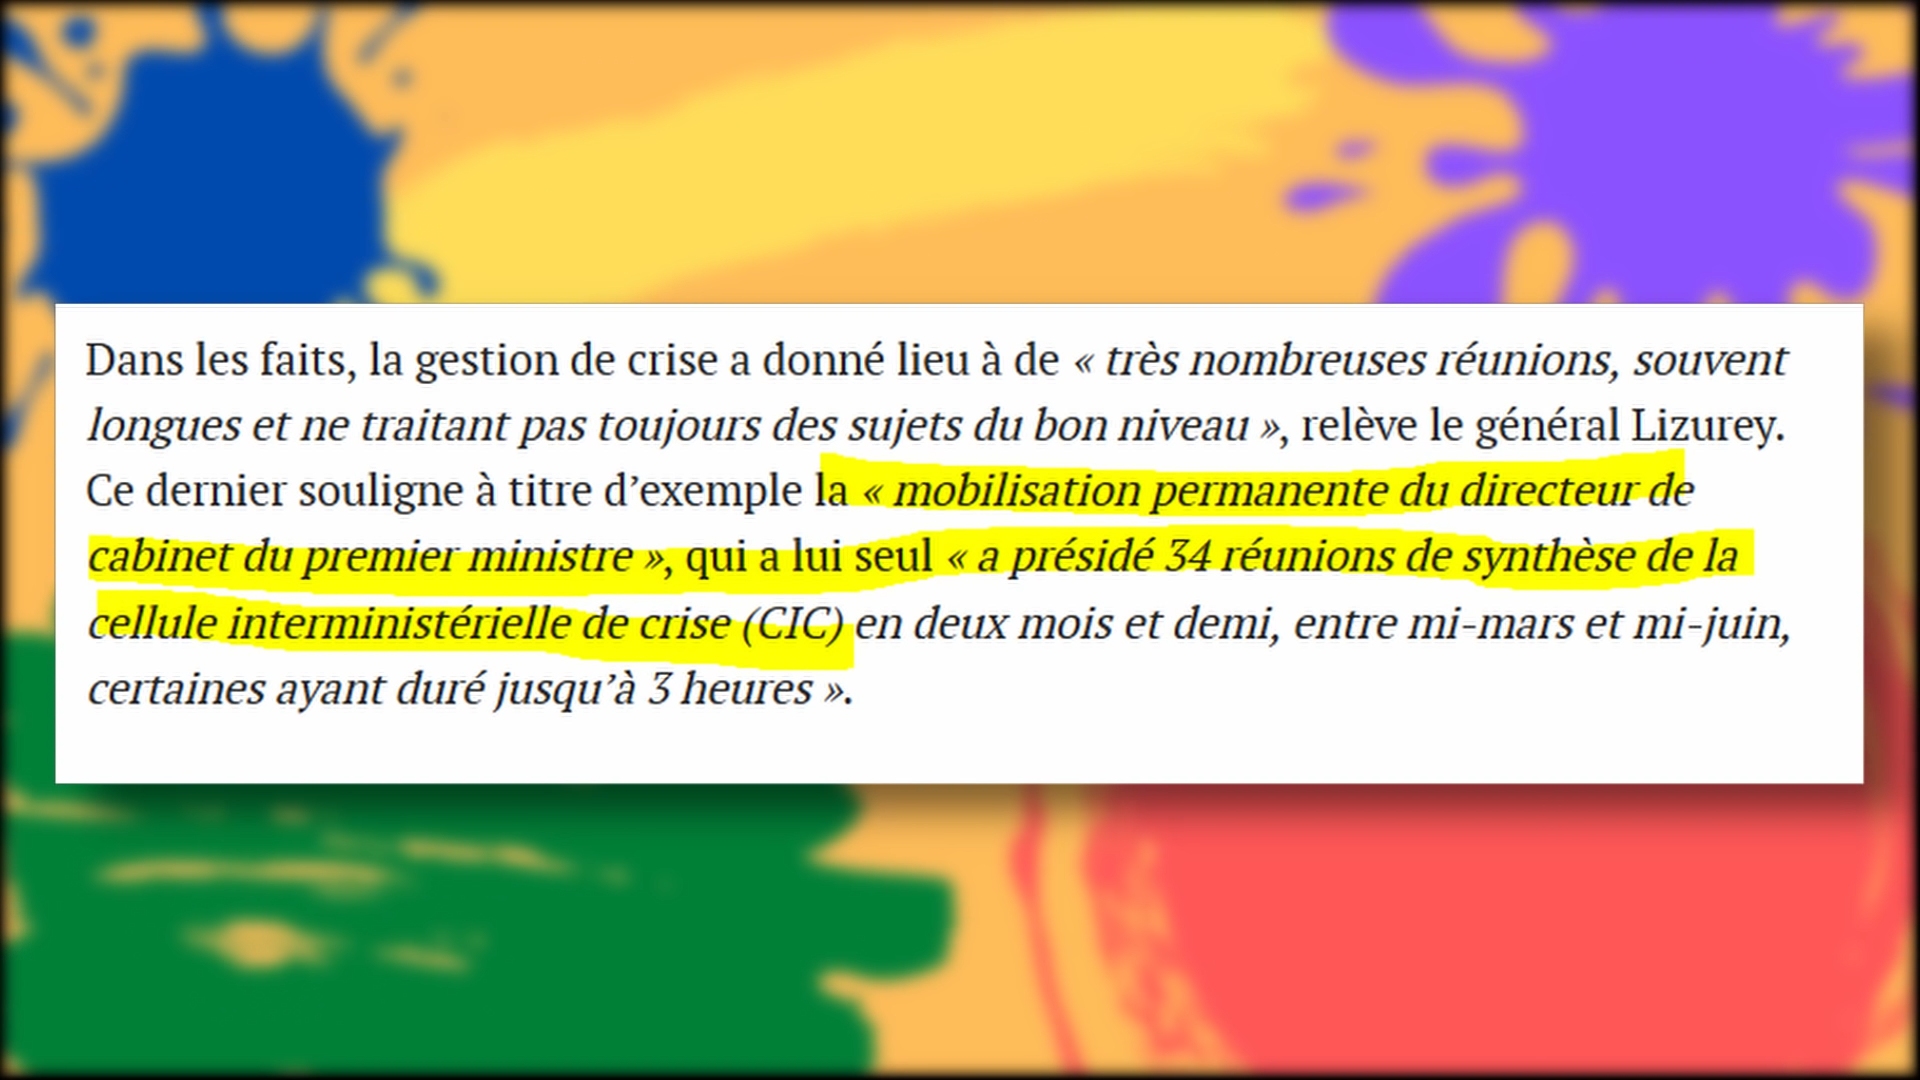 Dans les faits, la gestion de crise a donné lieu à de « très nombreuses réunions, souvent
longues et ne traitant pas toujours des sujets du bon niveau », relève le général Lizurey.
Ce dernier souligne à titre d’exemple la « mobilisation permanente du directeur de
cabinet du premier ministre », qui a lui seul « a présidé 34 réunions de synthèse de la
cellule interministérielle de crise (CIC) en deux mois et demi, entre mi-mars et mi-juin,
certaines ayant duré jusqu’à 3 heures ».